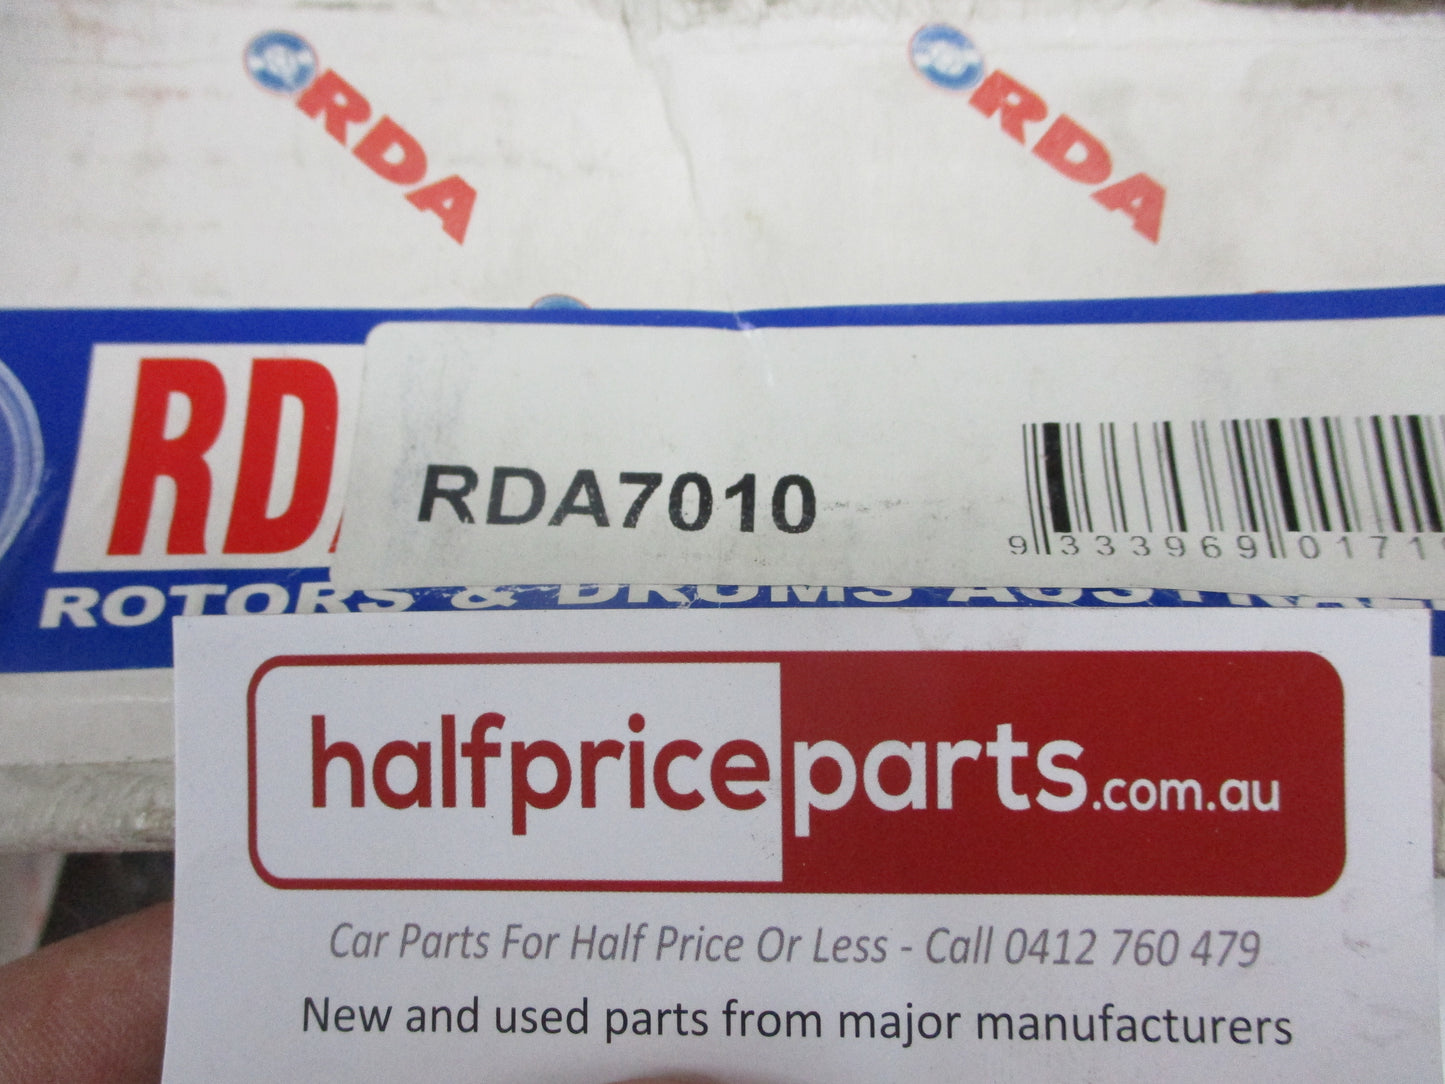 RDA
RDA
RD
RDA7010
9 333969 0171
ROTORS & DRUMS
halfpriceparts.com.au
Car Parts For Half Price Or Less - Call 0412 760 479
New and used parts from major manufacturers